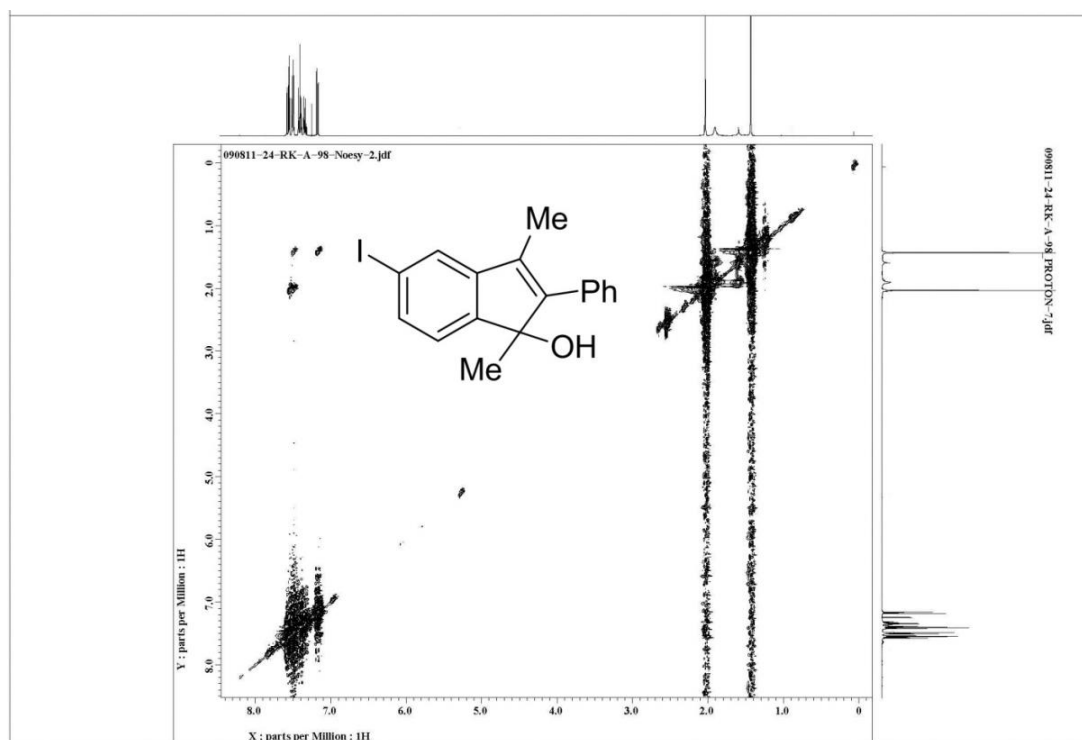 090811-24-RK-A-98-Noesy-2.jdf
090811-24-RK-A-98_PROTON-7.jdf
Me
I
Ph
OH
Me
0
1.0
2.0
3.0
4.0
5.0
6.0
7.0
8.0
Y : parts per Million : 1H
8.0 7.0 6.0 5.0 4.0 3.0 2.0 1.0 0
X : parts per Million : 1H